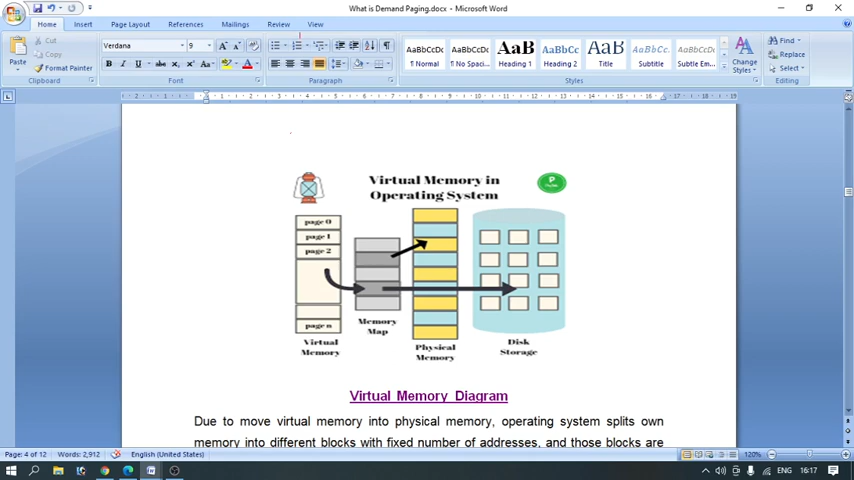 What is Demand Paging.docx - Microsoft Word
Home
Insert
Page Layout
References
Mailings
Review
View
Paste
Cut
Copy
Format Painter
Clipboard
Verdana
9
Font
Paragraph
AaBbCcDc
AaBbCcDc
AaBb
AaBbCc
AaBb
AaBbCc
AaBbCcDc
¶ Normal
¶ No Spaci...
Heading 1
Heading 2
Title
Subtitle
Subtle Em...
Styles
Change
Styles
Find
Replace
Select
Editing
Virtual Memory in
Operating System
page 0
page 1
page 2
page n
Virtual
Memory
Memory
Map
Physical
Memory
Disk
Storage
Virtual Memory Diagram
Due to move virtual memory into physical memory, operating system splits own
memory into different blocks with fixed number of addresses, and those blocks are
Page: 4 of 12
Words: 2,912
English (United States)
120%
ENG
16:17